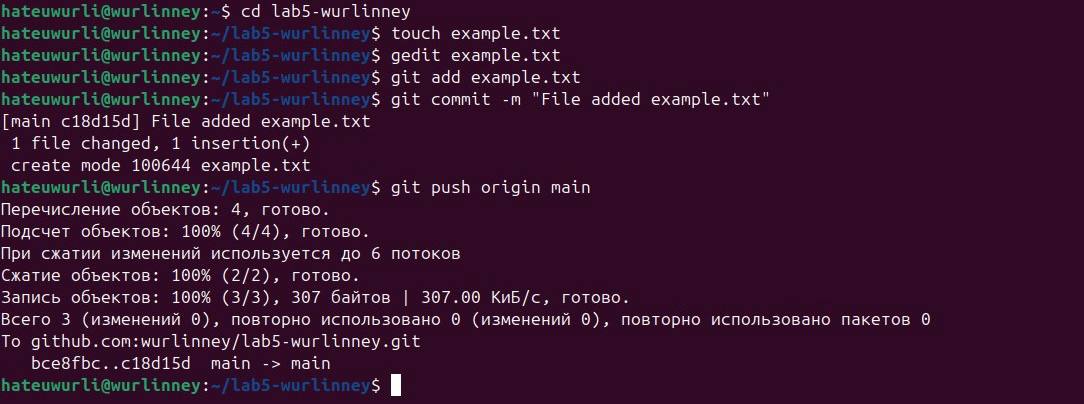 hateuwurli@wurlinney:~$ cd lab5-wurlinney
hateuwurli@wurlinney:~/lab5-wurlinney$ touch example.txt
hateuwurli@wurlinney:~/lab5-wurlinney$ gedit example.txt
hateuwurli@wurlinney:~/lab5-wurlinney$ git add example.txt
hateuwurli@wurlinney:~/lab5-wurlinney$ git commit -m "File added example.txt"
[main c18d15d] File added example.txt
 1 file changed, 1 insertion(+)
 create mode 100644 example.txt
hateuwurli@wurlinney:~/lab5-wurlinney$ git push origin main
Перечисление объектов: 4, готово.
Подсчет объектов: 100% (4/4), готово.
При сжатии изменений используется до 6 потоков
Сжатие объектов: 100% (2/2), готово.
Запись объектов: 100% (3/3), 307 байтов | 307.00 КиБ/с, готово.
Всего 3 (изменений 0), повторно использовано 0 (изменений 0), повторно использовано пакетов 0
To github.com:wurlinney/lab5-wurlinney.git
   bce8fbc..c18d15d  main -> main
hateuwurli@wurlinney:~/lab5-wurlinney$